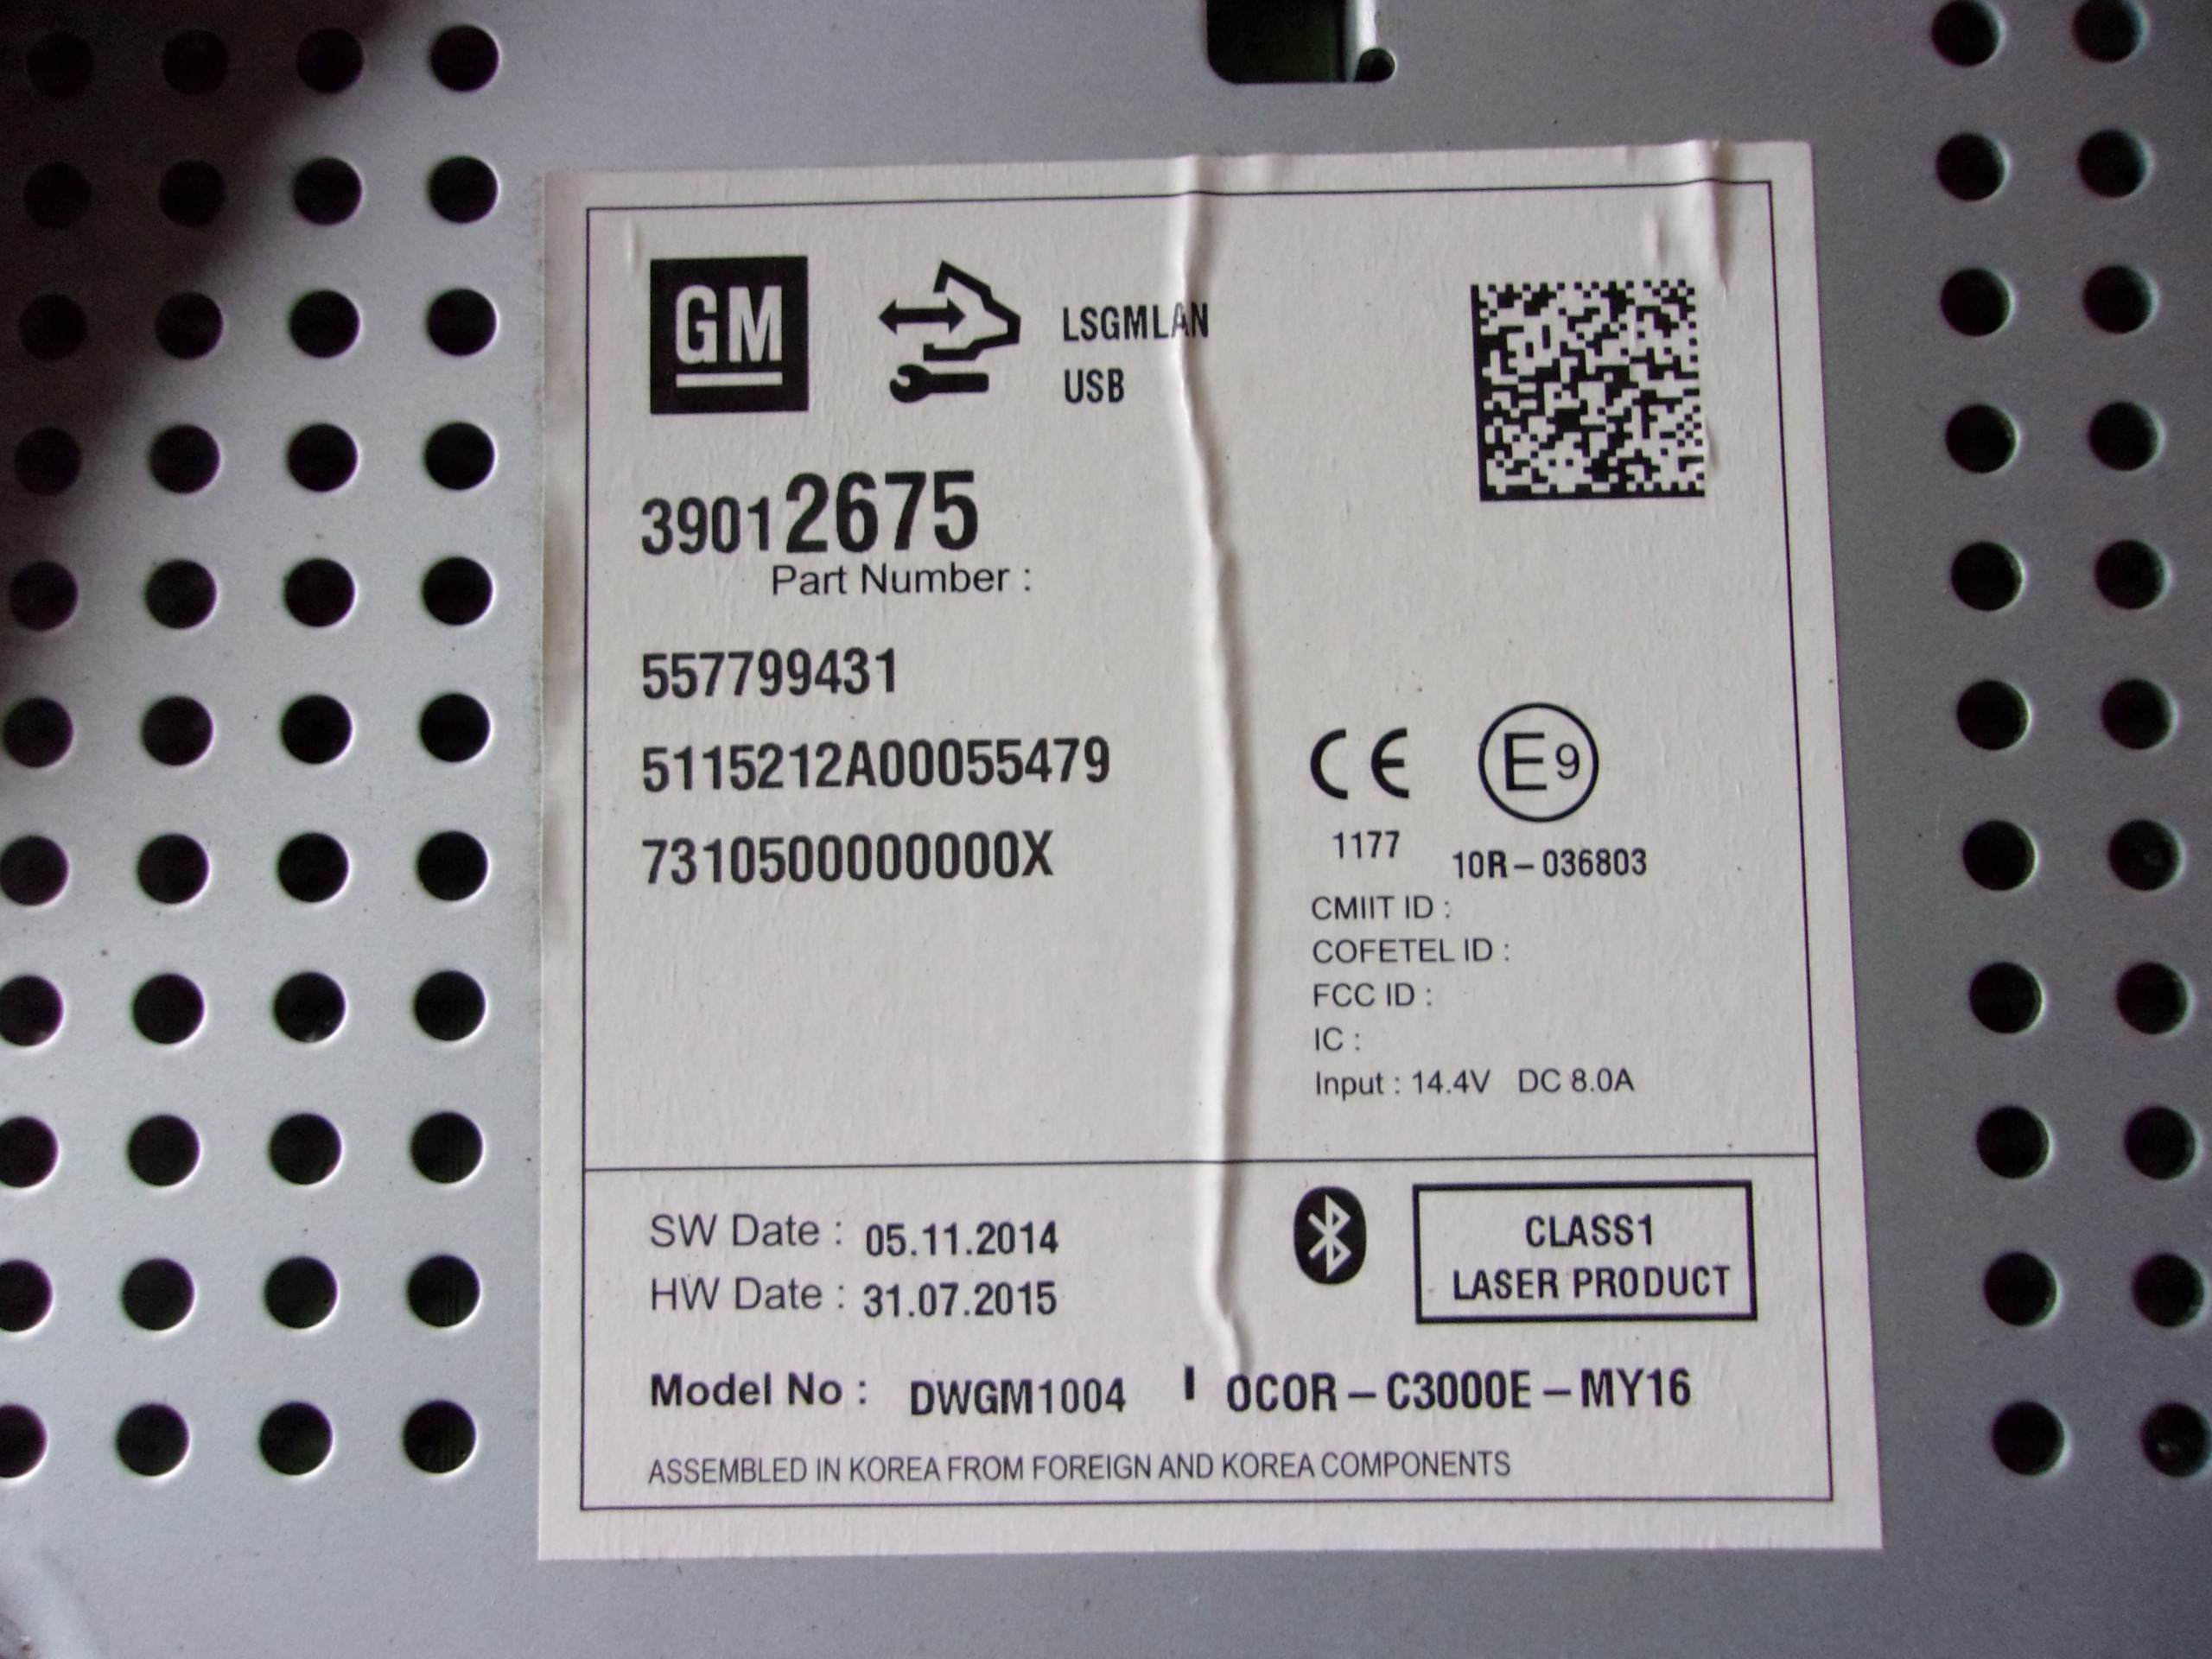 GM
LSGMLAN
USB
39012675
Part Number :
557799431
5115212A00055479
7310500000000X
CE
E9
1177
10R-036803
CMIIT ID :
COFETEL ID :
FCC ID :
IC :
Input : 14.4V DC 8.0A
SW Date : 05.11.2014
HW Date : 31.07.2015
CLASS1
LASER PRODUCT
Model No : DWGM1004 I OCOR-C3000E-MY16
ASSEMBLED IN KOREA FROM FOREIGN AND KOREA COMPONENTS